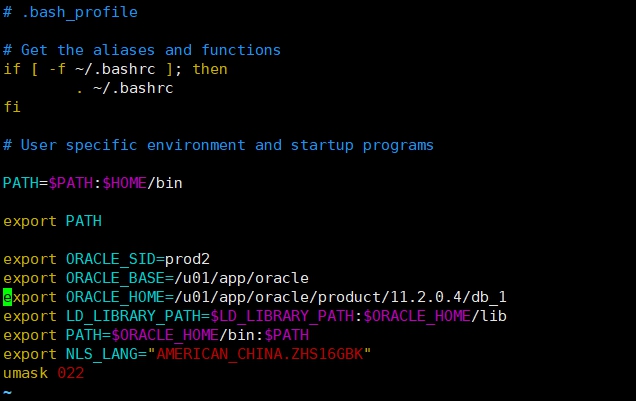 # .bash_profile
# Get the aliases and functions
if [ -f ~/.bashrc ]; then
. ~/.bashrc
fi
# User specific environment and startup programs
PATH=$PATH:$HOME/bin
export PATH
export ORACLE_SID=prod2
export ORACLE_BASE=/u01/app/oracle
export ORACLE_HOME=/u01/app/oracle/product/11.2.0.4/db_1
export LD_LIBRARY_PATH=$LD_LIBRARY_PATH:$ORACLE_HOME/lib
export PATH=$ORACLE_HOME/bin:$PATH
export NLS_LANG="AMERICAN_CHINA.ZHS16GBK"
umask 022
~